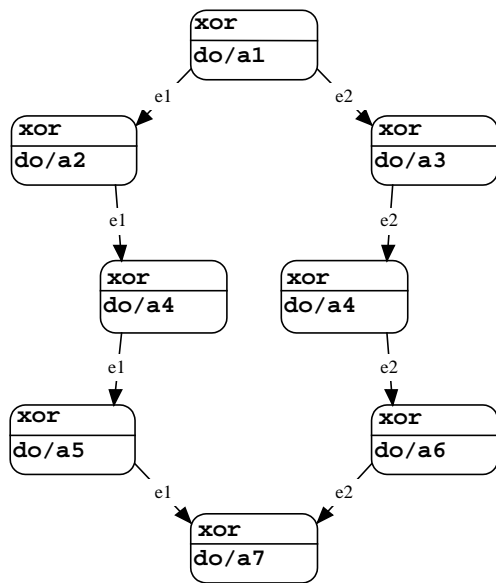 xor
do/a1
e1
e2
xor
do/a2
xor
do/a3
e1
e2
xor
do/a4
xor
do/a4
e1
e2
xor
do/a5
xor
do/a6
e1
e2
xor
do/a7